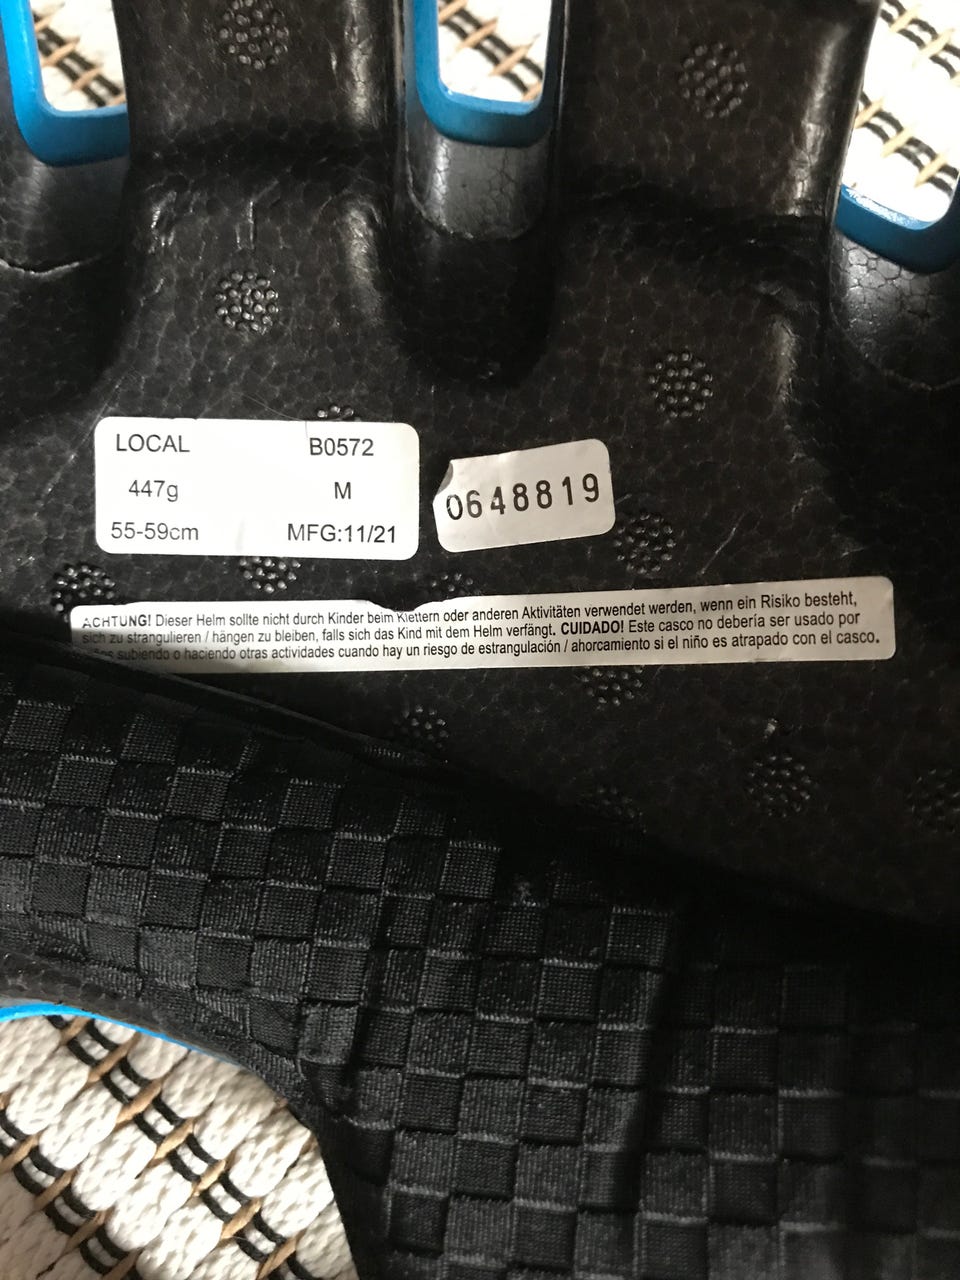 LOCAL B0572
447g M
55-59cm MFG:11/21
0648819
ACHTUNG! Dieser Helm sollte nicht durch Kinder beim Klettern oder anderen Aktivitäten verwendet werden, wenn ein Risiko besteht,
sich zu strangulieren / hängen zu bleiben, falls sich das Kind mit dem Helm verfängt. CUIDADO! Este casco no debería ser usado por
subiendo o haciendo otras actividades cuando hay un riesgo de estrangulación / ahorcamiento si el niño es atrapado con el casco.